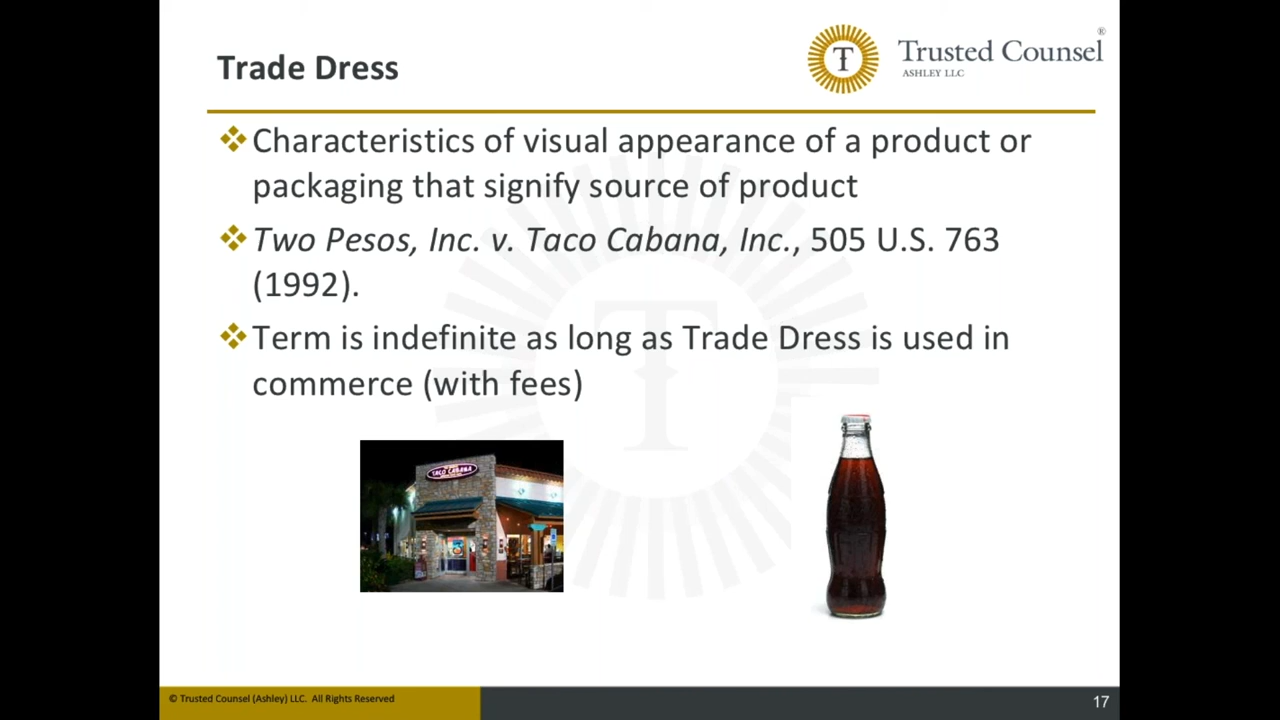 Trade Dress
T
Trusted Counsel®
ASHLEY LLC
Characteristics of visual appearance of a product or
packaging that signify source of product
Two Pesos, Inc. v. Taco Cabana, Inc., 505 U.S. 763
(1992).
Term is indefinite as long as Trade Dress is used in
commerce (with fees)
T
TACO CABANA
© Trusted Counsel (Ashley) LLC. All Rights Reserved
17